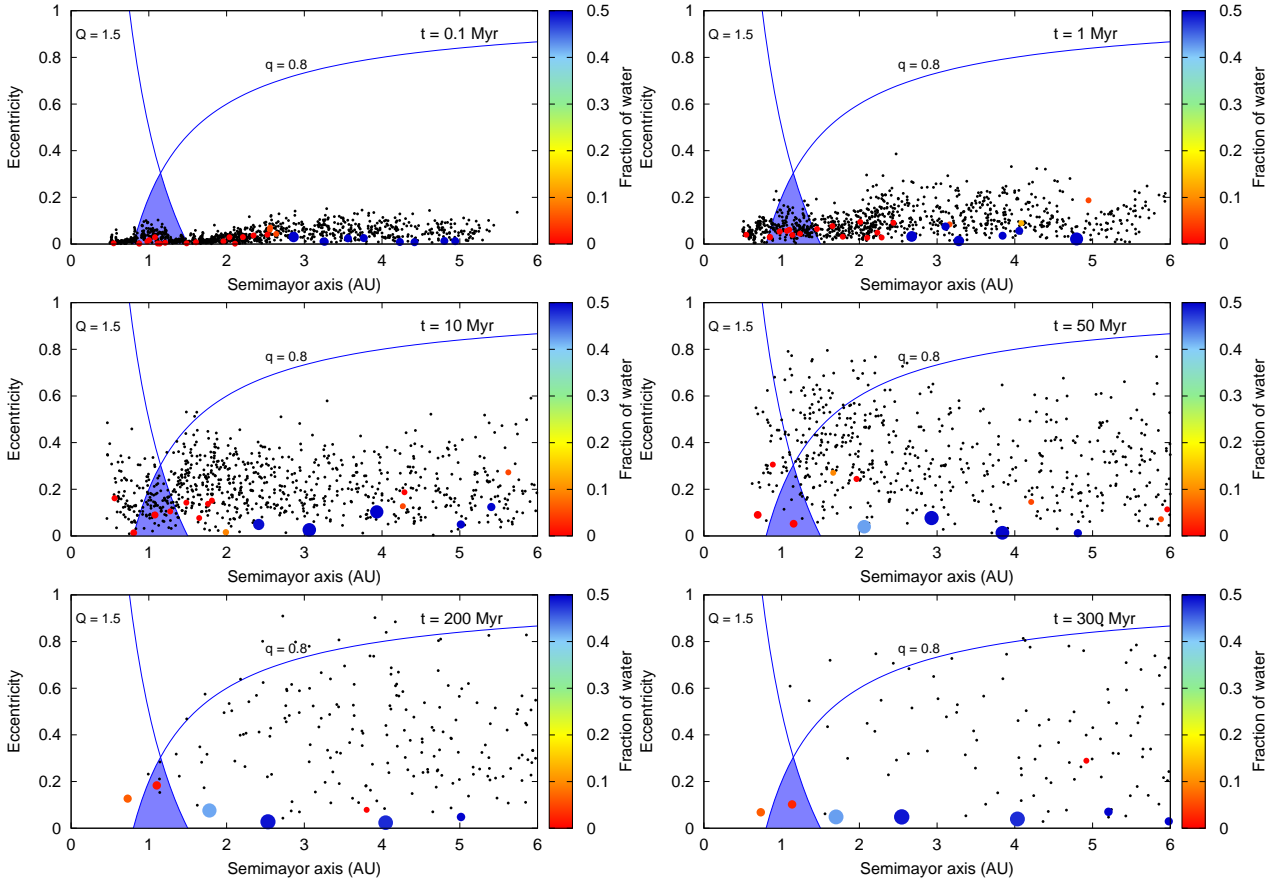 Eccentricity
1
0.8
0.6
0.4
0.2
0
Q = 1.5
q = 0.8
t = 0.1 Myr
0 1 2 3 4 5 6
Semimayor axis (AU)
0.5
0.4
0.3
0.2
0.1
0
Fraction of water
Eccentricity
1
0.8
0.6
0.4
0.2
0
Q = 1.5
q = 0.8
t = 1 Myr
0 1 2 3 4 5 6
Semimayor axis (AU)
0.5
0.4
0.3
0.2
0.1
0
Fraction of water
Eccentricity
1
0.8
0.6
0.4
0.2
0
Q = 1.5
q = 0.8
t = 10 Myr
0 1 2 3 4 5 6
Semimayor axis (AU)
0.5
0.4
0.3
0.2
0.1
0
Fraction of water
Eccentricity
1
0.8
0.6
0.4
0.2
0
Q = 1.5
q = 0.8
t = 50 Myr
0 1 2 3 4 5 6
Semimayor axis (AU)
0.5
0.4
0.3
0.2
0.1
0
Fraction of water
Eccentricity
1
0.8
0.6
0.4
0.2
0
Q = 1.5
q = 0.8
t = 200 Myr
0 1 2 3 4 5 6
Semimayor axis (AU)
0.5
0.4
0.3
0.2
0.1
0
Fraction of water
Eccentricity
1
0.8
0.6
0.4
0.2
0
Q = 1.5
q = 0.8
t = 300 Myr
0 1 2 3 4 5 6
Semimayor axis (AU)
0.5
0.4
0.3
0.2
0.1
0
Fraction of water